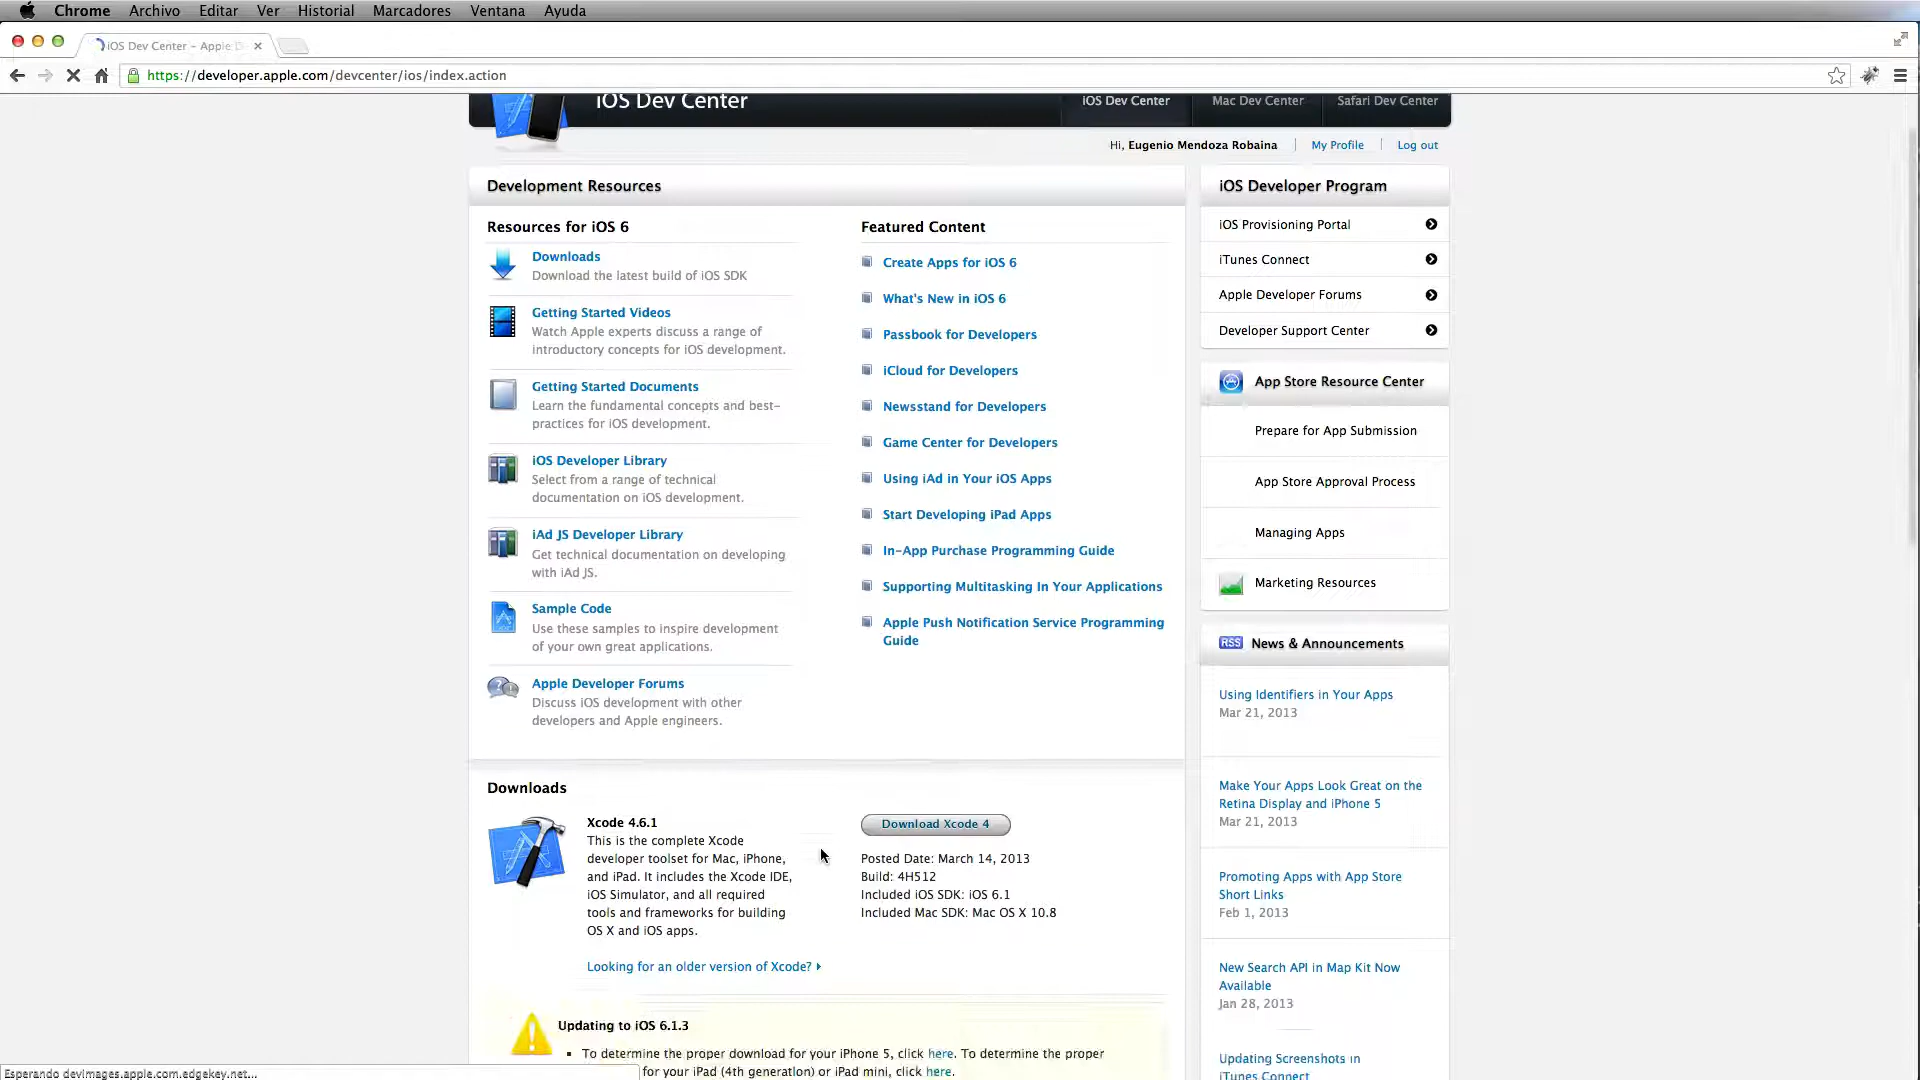 Chrome Archivo Editar Ver Historial Marcadores Ventana Ayuda
iOS Dev Center – Apple D
https://developer.apple.com/devcenter/ios/index.action
iOS Dev Center
iOS Dev Center Mac Dev Center Safari Dev Center
Hi, Eugenio Mendoza Robaina My Profile Log out
Development Resources
Resources for iOS 6
Downloads
Download the latest build of iOS SDK
Getting Started Videos
Watch Apple experts discuss a range of
introductory concepts for iOS development.
Getting Started Documents
Learn the fundamental concepts and best-
practices for iOS development.
iOS Developer Library
Select from a range of technical
documentation on iOS development.
iAd JS Developer Library
Get technical documentation on developing
with iAd JS.
Sample Code
Use these samples to inspire development
of your own great applications.
Apple Developer Forums
Discuss iOS development with other
developers and Apple engineers.
Featured Content
Create Apps for iOS 6
What's New in iOS 6
Passbook for Developers
iCloud for Developers
Newsstand for Developers
Game Center for Developers
Using iAd in Your iOS Apps
Start Developing iPad Apps
In-App Purchase Programming Guide
Supporting Multitasking In Your Applications
Apple Push Notification Service Programming
Guide
Downloads
Xcode 4.6.1
This is the complete Xcode
developer toolset for Mac, iPhone,
and iPad. It includes the Xcode IDE,
iOS Simulator, and all required
tools and frameworks for building
OS X and iOS apps.
Looking for an older version of Xcode?
Download Xcode 4
Posted Date: March 14, 2013
Build: 4H512
Included iOS SDK: iOS 6.1
Included Mac SDK: Mac OS X 10.8
Updating to iOS 6.1.3
To determine the proper download for your iPhone 5, click here. To determine the proper
for your iPad (4th generation) or iPad mini, click here.
iOS Developer Program
iOS Provisioning Portal
iTunes Connect
Apple Developer Forums
Developer Support Center
App Store Resource Center
Prepare for App Submission
App Store Approval Process
Managing Apps
Marketing Resources
RSS News & Announcements
Using Identifiers in Your Apps
Mar 21, 2013
Make Your Apps Look Great on the
Retina Display and iPhone 5
Mar 21, 2013
Promoting Apps with App Store
Short Links
Feb 1, 2013
New Search API in Map Kit Now
Available
Jan 28, 2013
Updating Screenshots in
iTunes Connect
Esperando devimages.apple.com.edgekey.net...